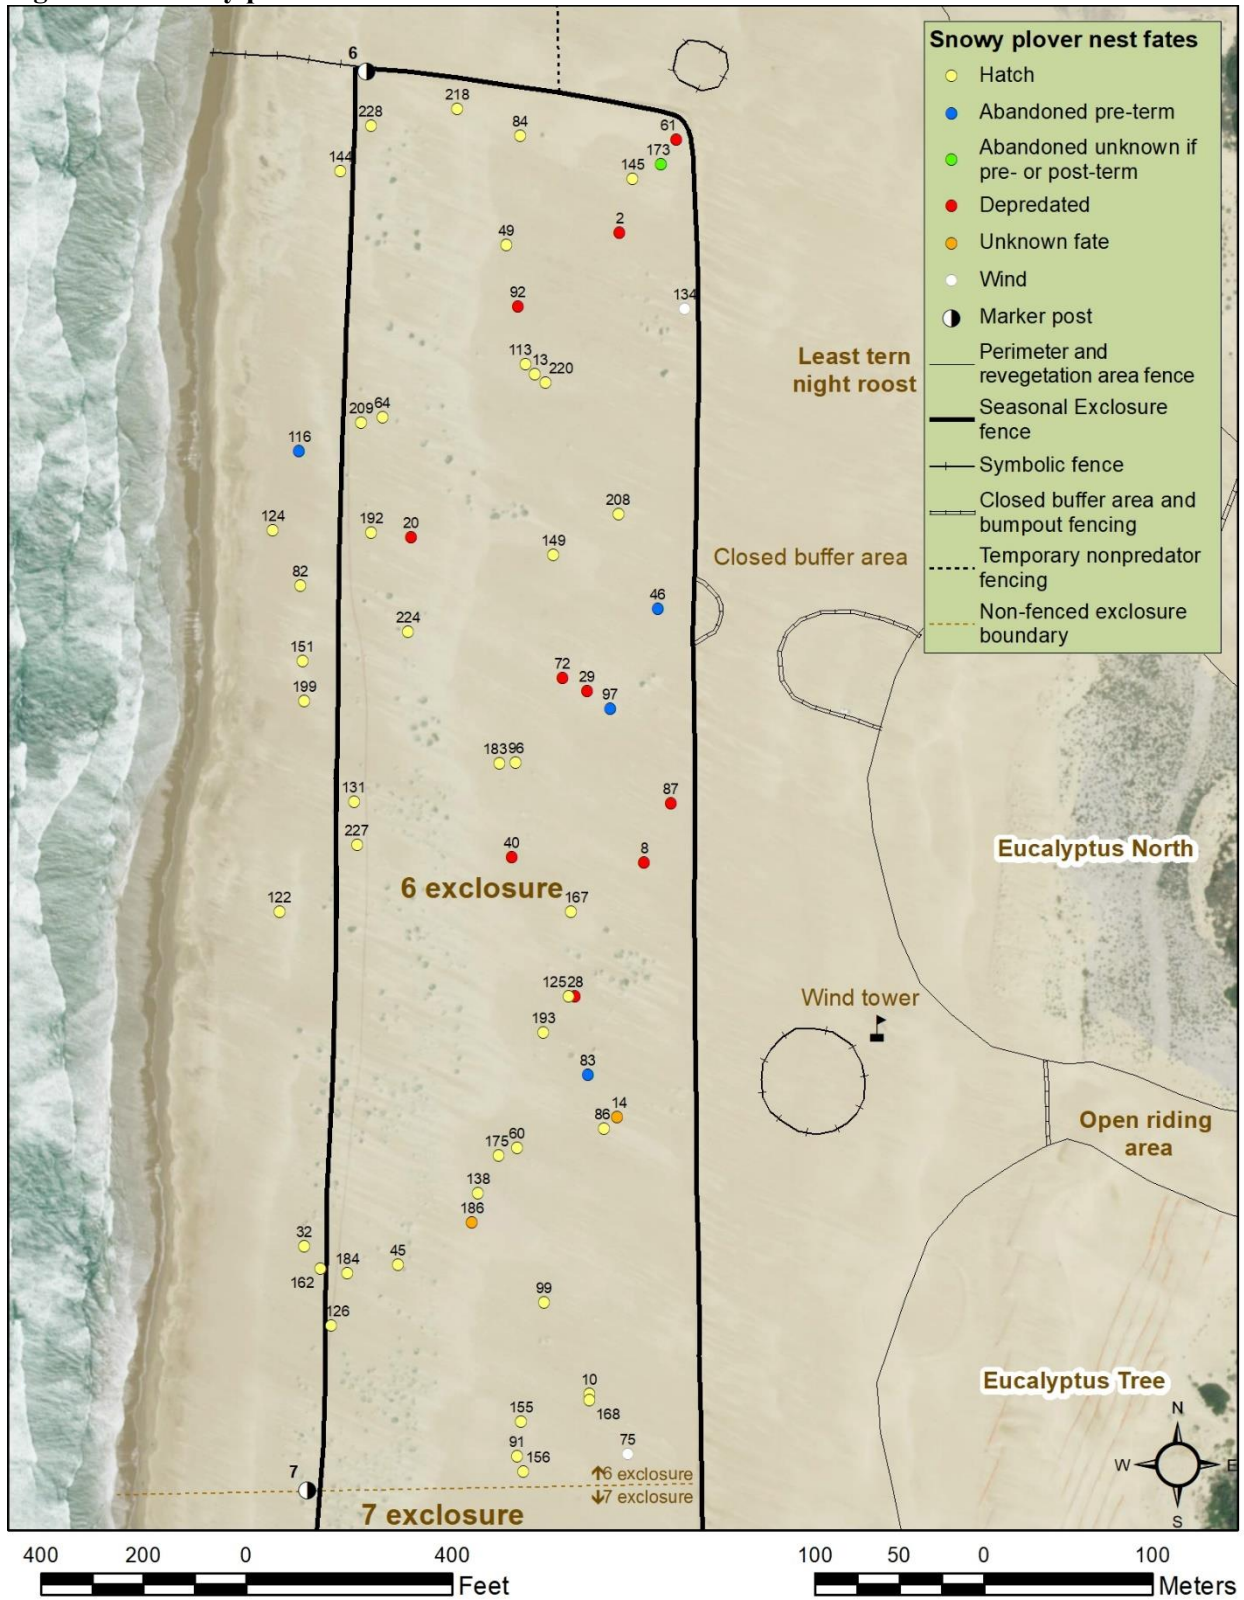 6
218
228
84
61
173
144
145
2
49
134
92
113
13
220
209
64
116
208
124
192
20
149
82
46
224
151
72
29
97
199
183
96
131
87
227
40
8
122
167
125
28
193
83
14
86
60
175
138
186
32
162
184
45
126
99
10
168
155
91
156
75
7
6 exclosure
7 exclosure
↑6 exclosure
↓7 exclosure
Least tern
night roost
Closed buffer area
Eucalyptus North
Wind tower
Open riding
area
Eucalyptus Tree
N
W
E
S
Snowy plover nest fates
Hatch
Abandoned pre-term
Abandoned unknown if
pre- or post-term
Depredated
Unknown fate
Wind
Marker post
Perimeter and
revegetation area fence
Seasonal Exclosure
fence
Symbolic fence
Closed buffer area and
bumpout fencing
Temporary nonpredator
fencing
Non-fenced exclosure
boundary
400 200 0 400
Feet
100 50 0 100
Meters